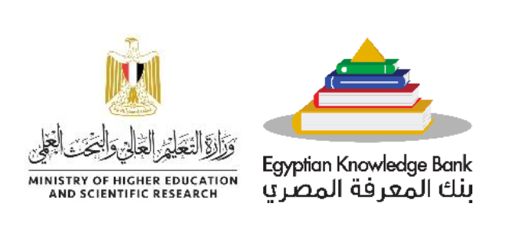 وزارة التعليم العالي والبحث العلمي
MINISTRY OF HIGHER EDUCATION
AND SCIENTIFIC RESEARCH
Egyptian Knowledge Bank
بنك المعرفة المصري